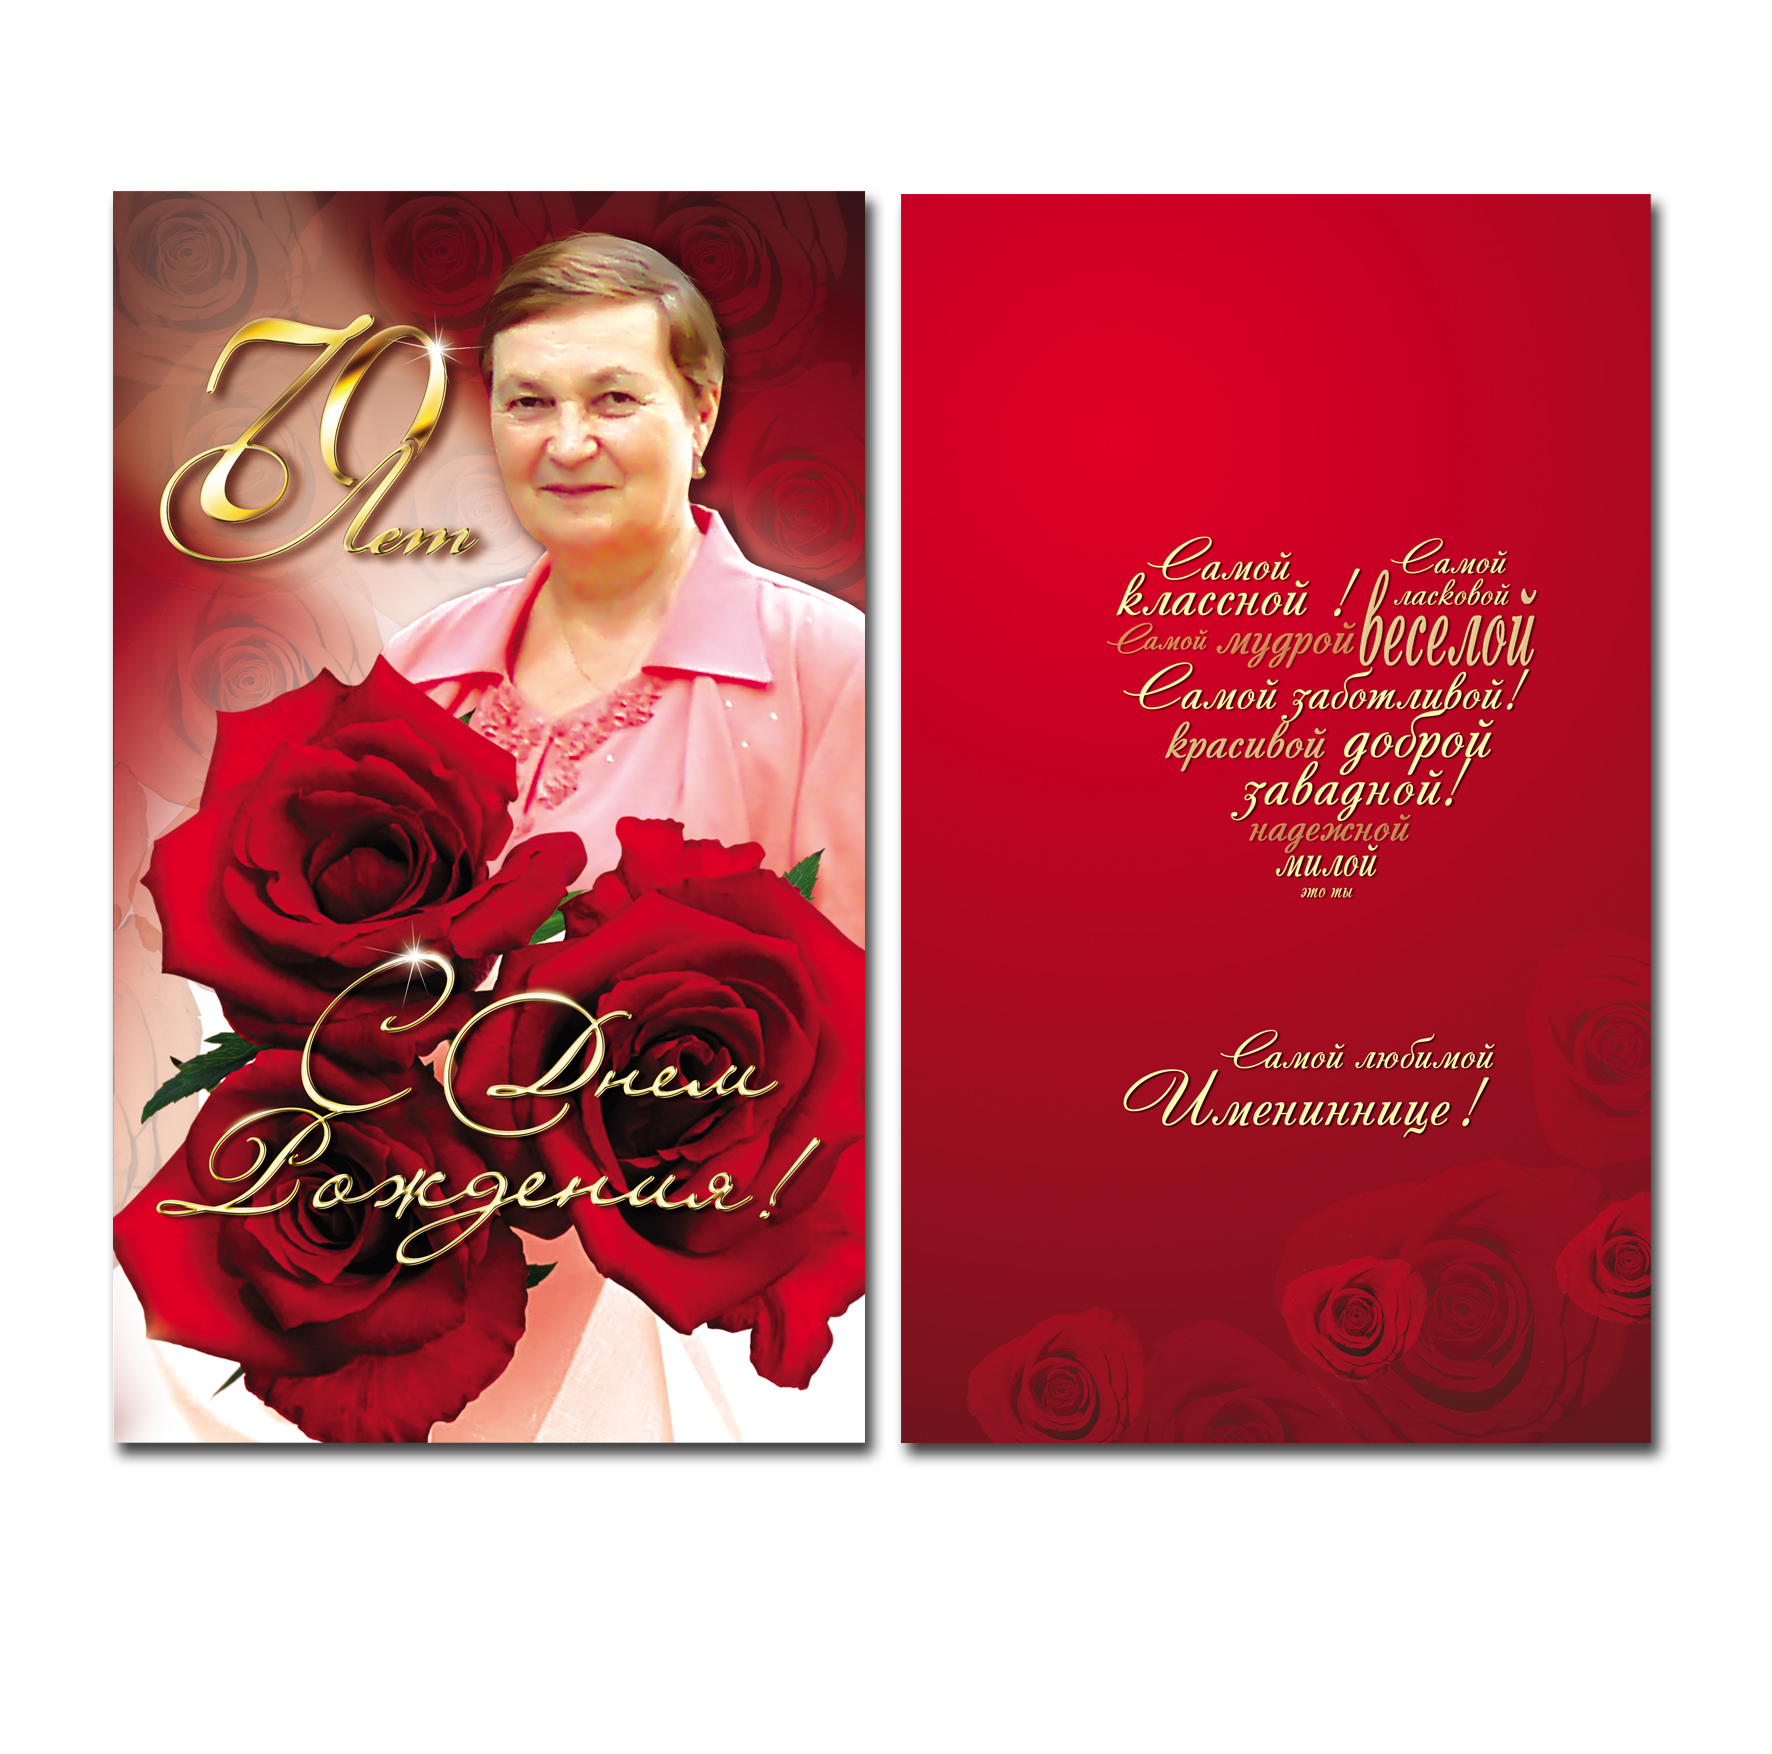 70
Лет
С Днем
Рождения!
Самой
классной !
Самой
ласковой
Самой мудрой веселой
Самой заботливой!
красивой доброй
завадной!
надежной
милой
это ты
Самой любимой
Имениннице !